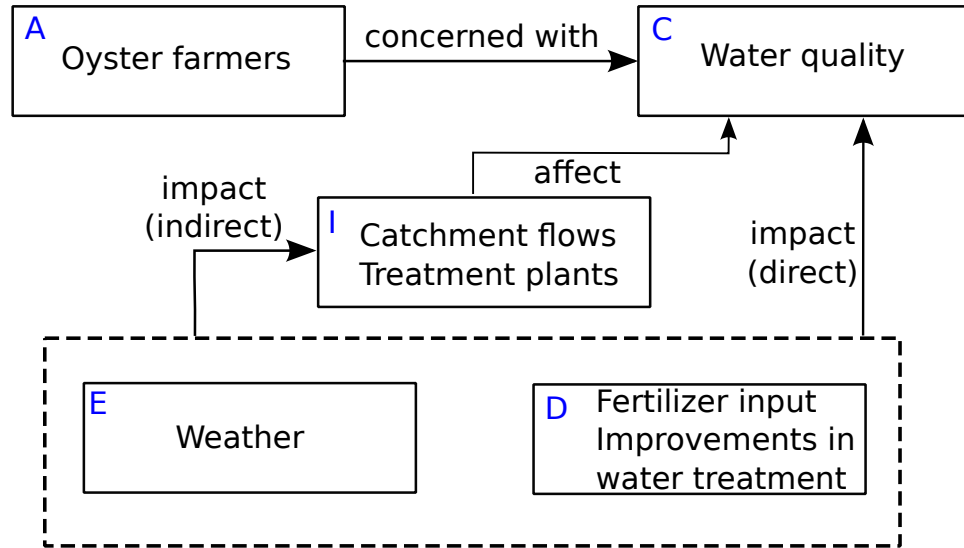 A
Oyster farmers
concerned with
C
Water quality
impact
(indirect)
I
Catchment flows
Treatment plants
affect
impact
(direct)
E
Weather
D
Fertilizer input
Improvements in
water treatment